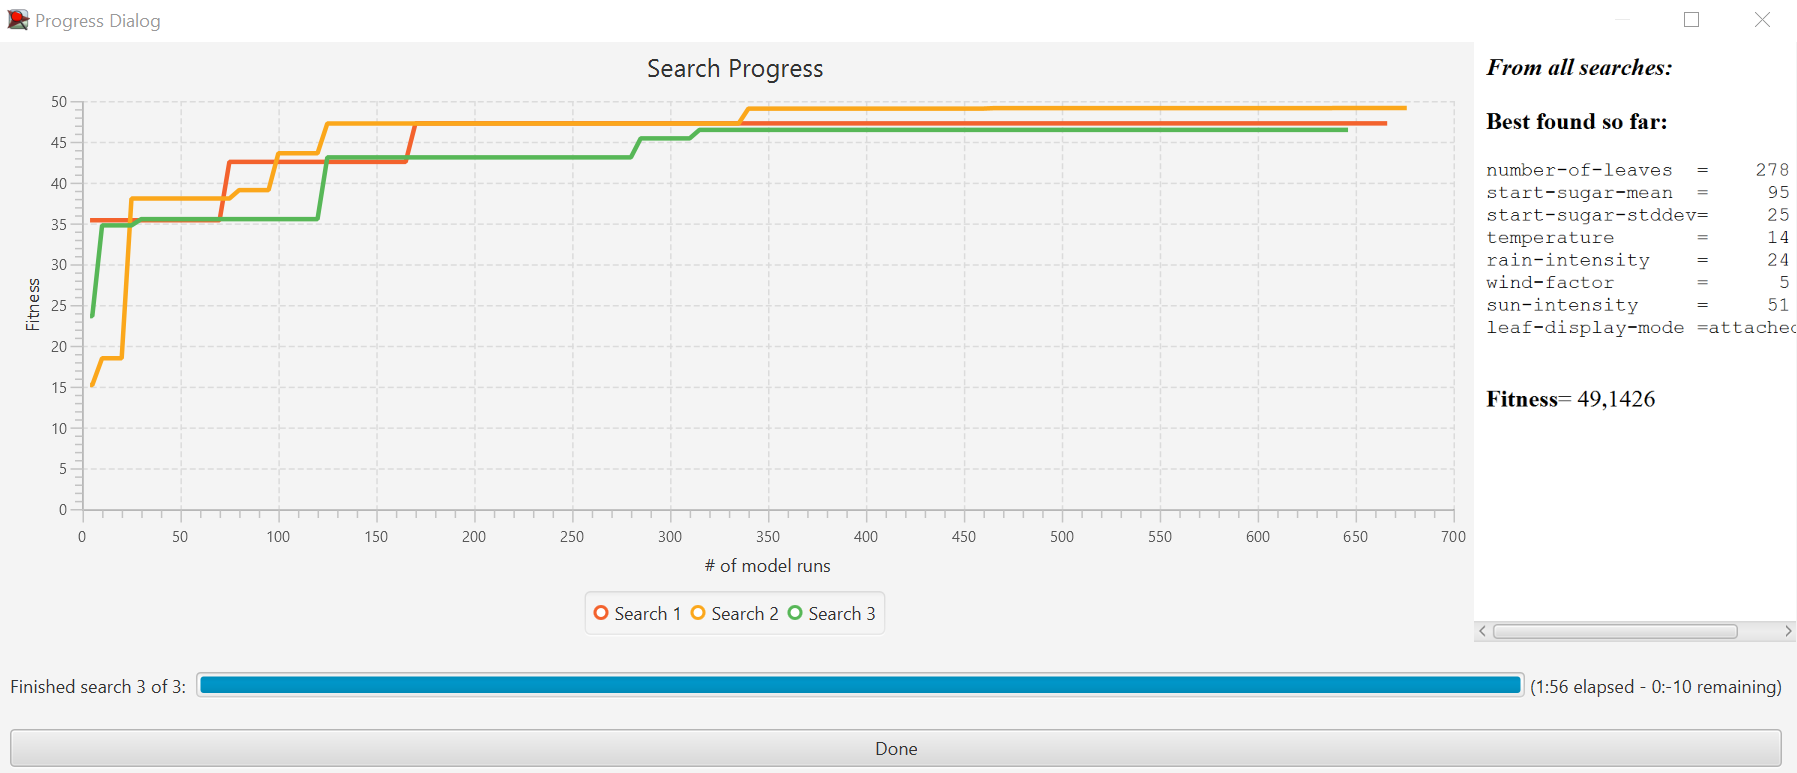 Progress Dialog
Search Progress
50
45
40
35
30
25
20
15
10
5
0
Fitness
0 50 100 150 200 250 300 350 400 450 500 550 600 650 700
# of model runs
Search 1 Search 2 Search 3
From all searches:
Best found so far:
number-of-leaves = 278
start-sugar-mean = 95
start-sugar-stddev= 25
temperature = 14
rain-intensity = 24
wind-factor = 5
sun-intensity = 51
leaf-display-mode =attached
Fitness= 49,1426
Finished search 3 of 3:
(1:56 elapsed - 0:-10 remaining)
Done